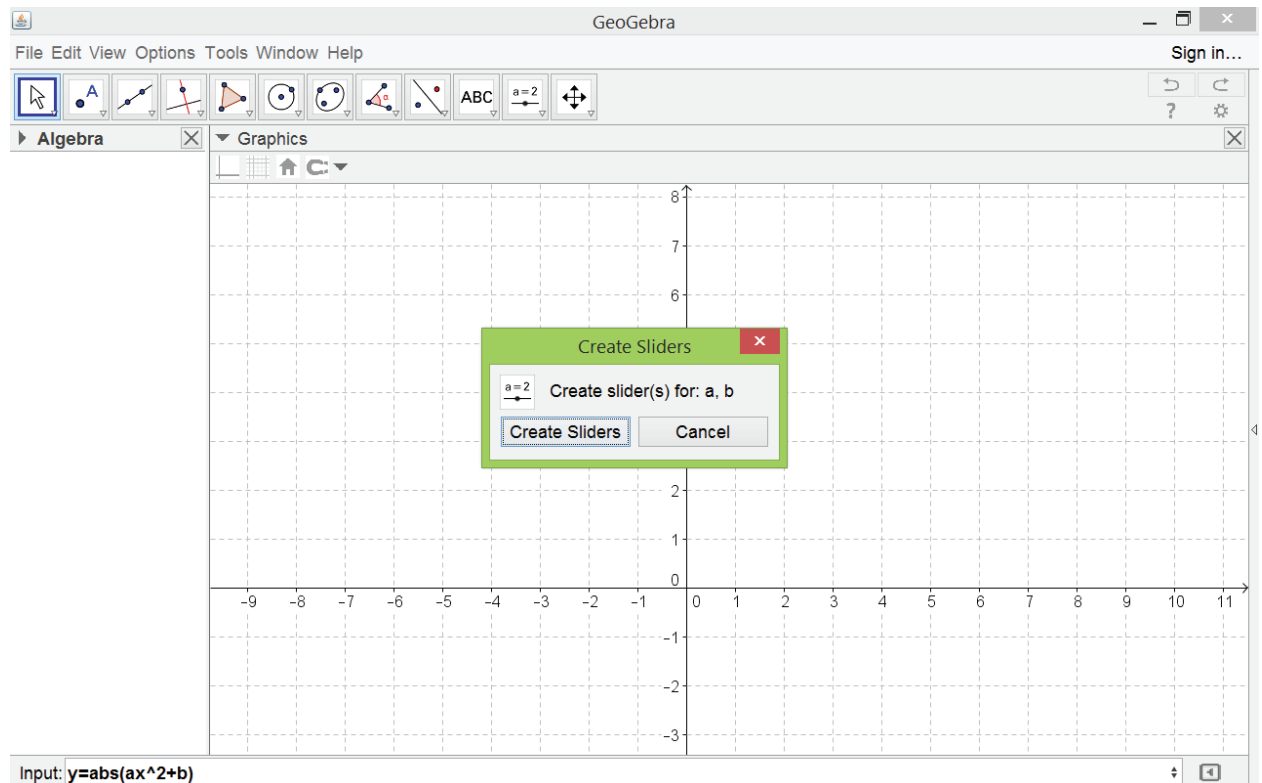 GeoGebra
File Edit View Options Tools Window Help
Sign in...
A
α
ABC
a=2
?
Algebra
Graphics
8
7
6
Create Sliders
a=2
Create slider(s) for: a, b
Create Sliders Cancel
2
1
0
-9 -8 -7 -6 -5 -4 -3 -2 -1 0 1 2 3 4 5 6 7 8 9 10 11
-1
-2
-3
Input: y=abs(ax^2+b)